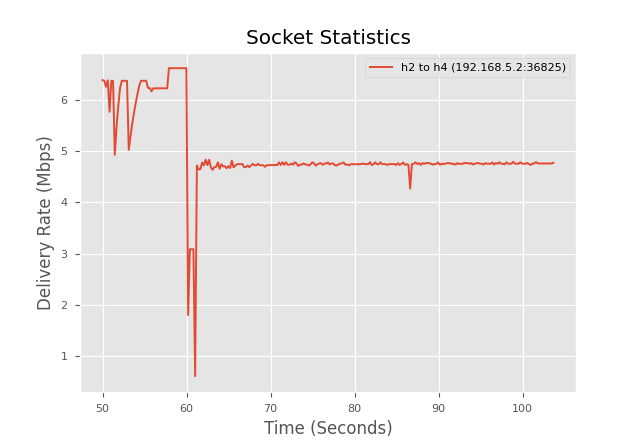 Socket Statistics
h2 to h4 (192.168.5.2:36825)
Delivery Rate (Mbps)
6
5
4
3
2
1
50 60 70 80 90 100
Time (Seconds)